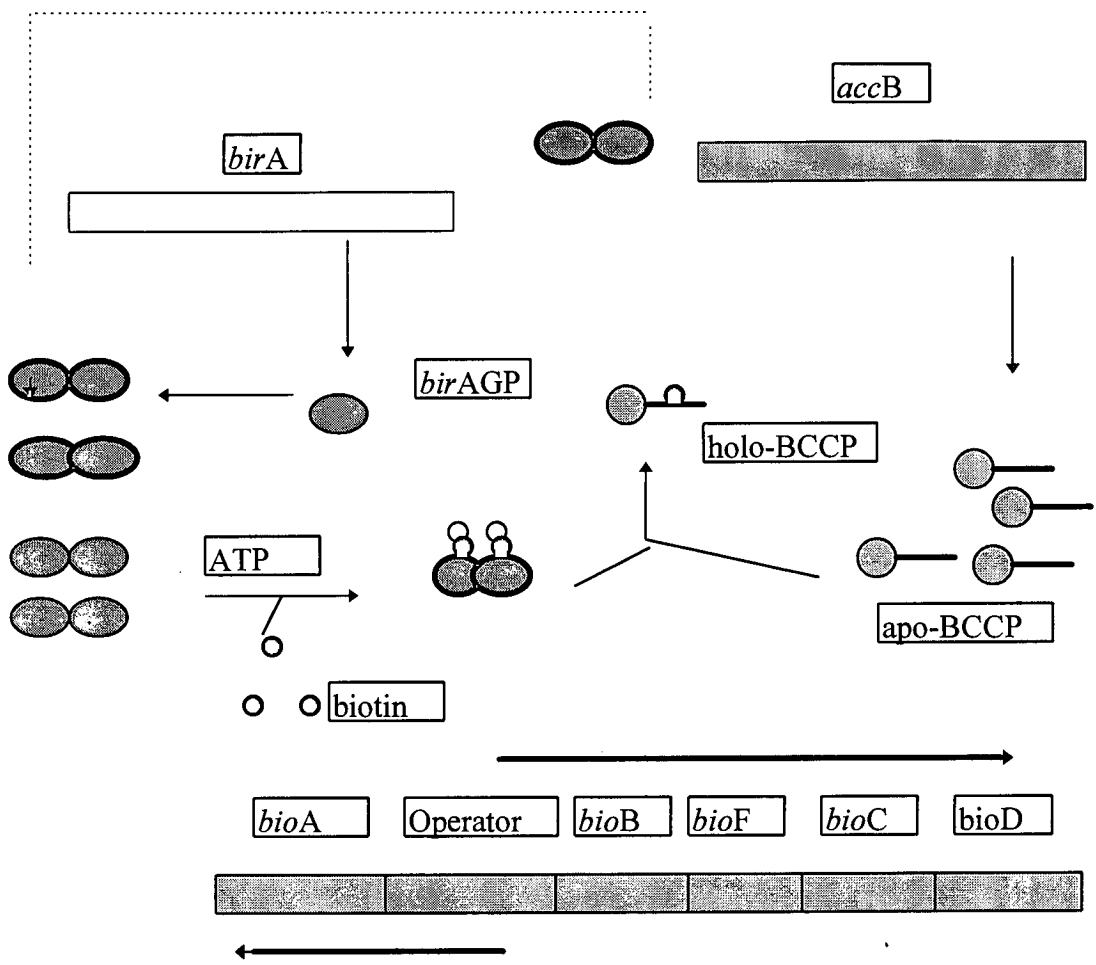 accB
birA
birAGP
holo-BCCP
ATP
apo-BCCP
biotin
bioA Operator bioB bioF bioC bioD